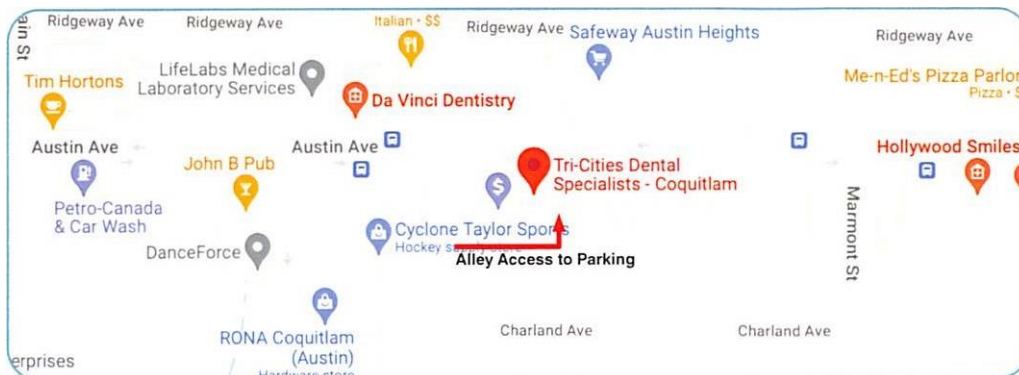 Ridgeway Ave
Ridgeway Ave
Italian • $$
Ridgeway Ave
Safeway Austin Heights
Ridgeway Ave
ain St
LifeLabs Medical
Laboratory Services
Tim Hortons
Me-n-Ed's Pizza Parlor
Pizza • $
Da Vinci Dentistry
Austin Ave
Austin Ave
John B Pub
Tri-Cities Dental
Specialists - Coquitlam
Hollywood Smiles
Petro-Canada
& Car Wash
Marmont St
Cyclone Taylor Sports
Hockey supply store
DanceForce
Alley Access to Parking
RONA Coquitlam
(Austin)
Hardware store
Charland Ave
Charland Ave
erprises